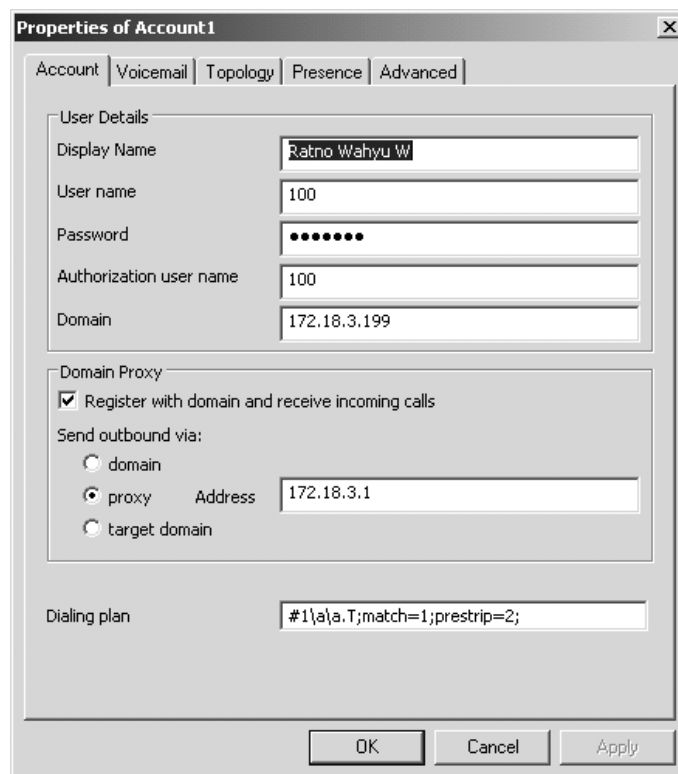 Properties of Account1
Account Voicemail Topology Presence Advanced
User Details
Display Name Ratno Wahyu W
User name 100
Password ●●●●●●●
Authorization user name 100
Domain 172.18.3.199
Domain Proxy
Register with domain and receive incoming calls
Send outbound via:
domain
proxy Address 172.18.3.1
target domain
Dialing plan #1\a\a.T;match=1;prestrip=2;
OK Cancel Apply